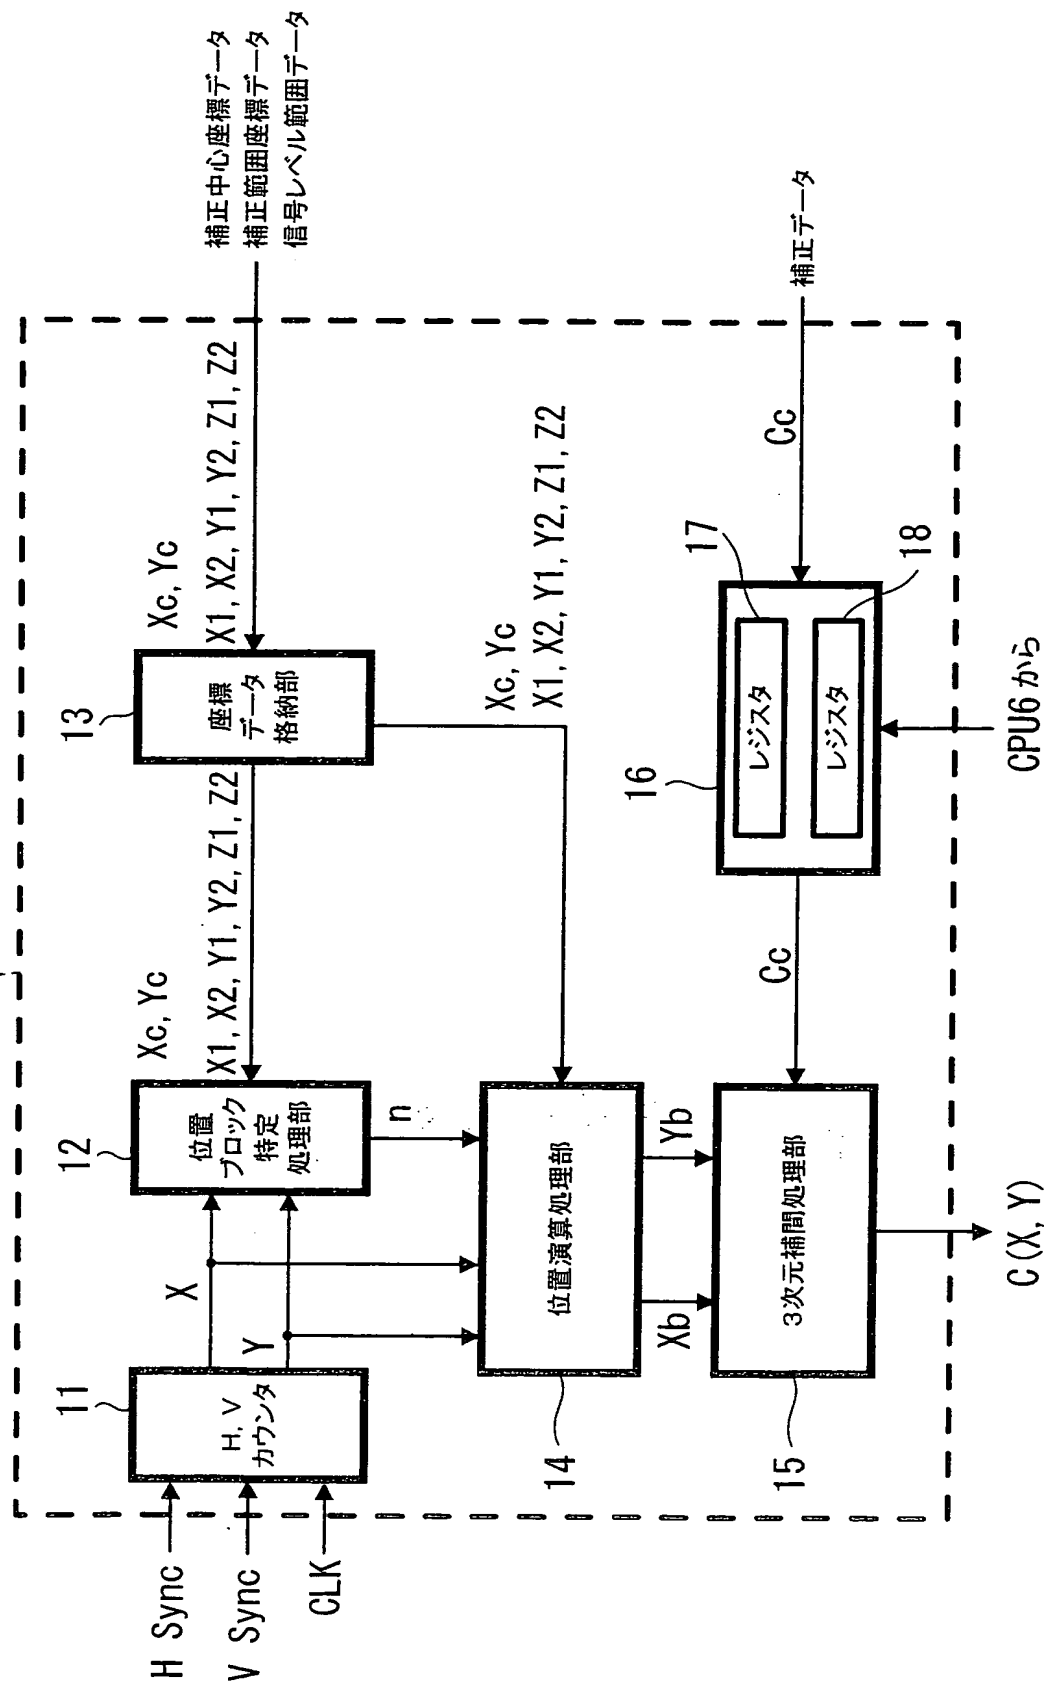 補正中心座標データ
補正範囲座標データ
信号レベル範囲データ
Xc, Yc
X1, X2, Y1, Y2, Z1, Z2
13
座標
データ
格納部
Xc, Yc
X1, X2, Y1, Y2, Z1, Z2
12
位置
ブロック
特定
処理部
X
Y
11
H, V
カウンタ
H Sync
V Sync
CLK
Xc, Yc
X1, X2, Y1, Y2, Z1, Z2
n
位置演算処理部
14
Xb
Yb
補正データ
Cc
16
17
レジスタ
レジスタ
18
CPU6から
Cc
3次元補間処理部
15
C(X, Y)